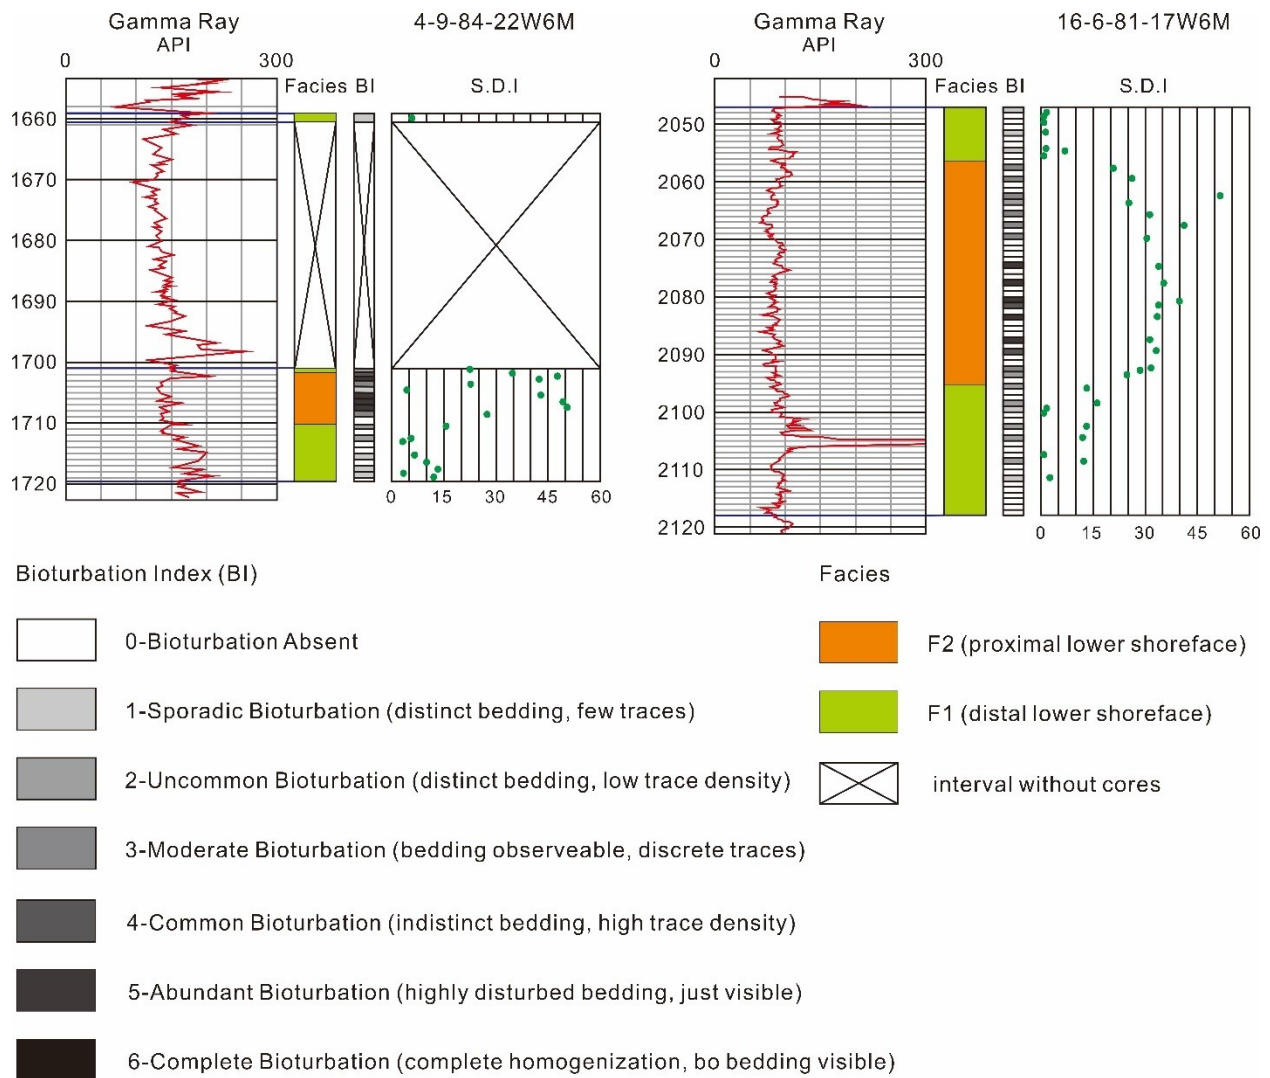 Gamma Ray
API
0 300
4-9-84-22W6M
Facies BI S.D.I
1660
1670
1680
1690
1700
1710
1720
0 15 30 45 60
Gamma Ray
API
0 300
16-6-81-17W6M
Facies BI S.D.I
2050
2060
2070
2080
2090
2100
2110
2120
0 15 30 45 60
Bioturbation Index (BI)
0-Bioturbation Absent
1-Sporadic Bioturbation (distinct bedding, few traces)
2-Uncommon Bioturbation (distinct bedding, low trace density)
3-Moderate Bioturbation (bedding observeable, discrete traces)
4-Common Bioturbation (indistinct bedding, high trace density)
5-Abundant Bioturbation (highly disturbed bedding, just visible)
6-Complete Bioturbation (complete homogenization, bo bedding visible)
Facies
F2 (proximal lower shoreface)
F1 (distal lower shoreface)
interval without cores